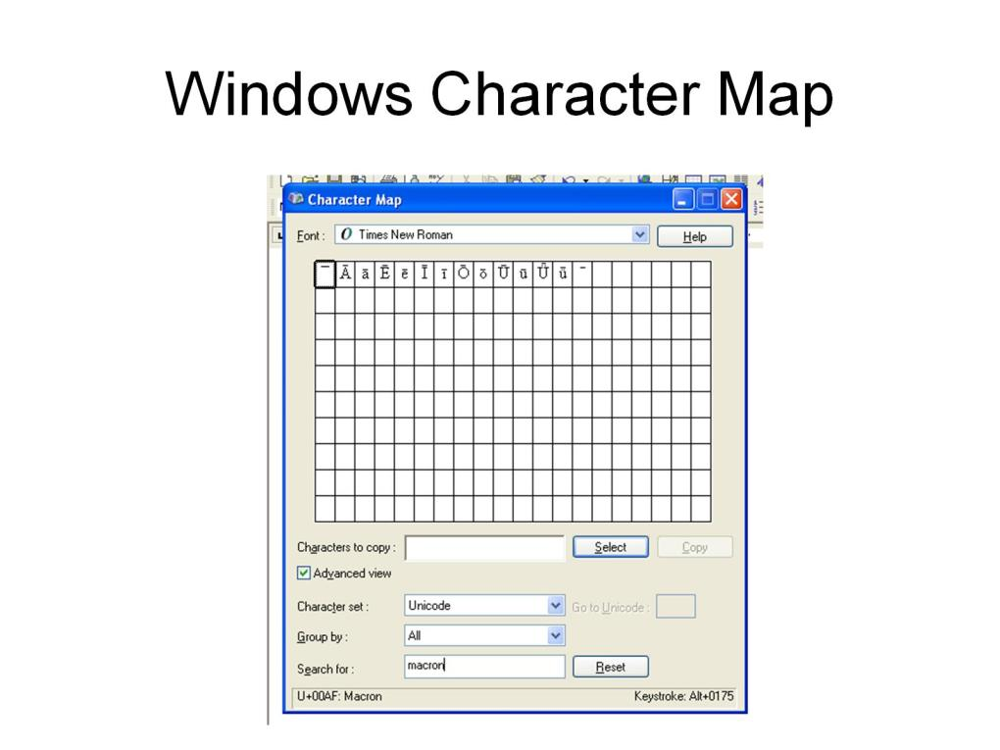 Windows Character Map
Character Map
Font : O Times New Roman Help
¯ Ā ā Ē ē Ī ī Ō ō Ū ū Ǖ ǖ ˉ
Characters to copy : Select Copy
Advanced view
Character set : Unicode Go to Unicode :
Group by : All
Search for : macron Reset
U+00AF: Macron Keystroke: Alt+0175